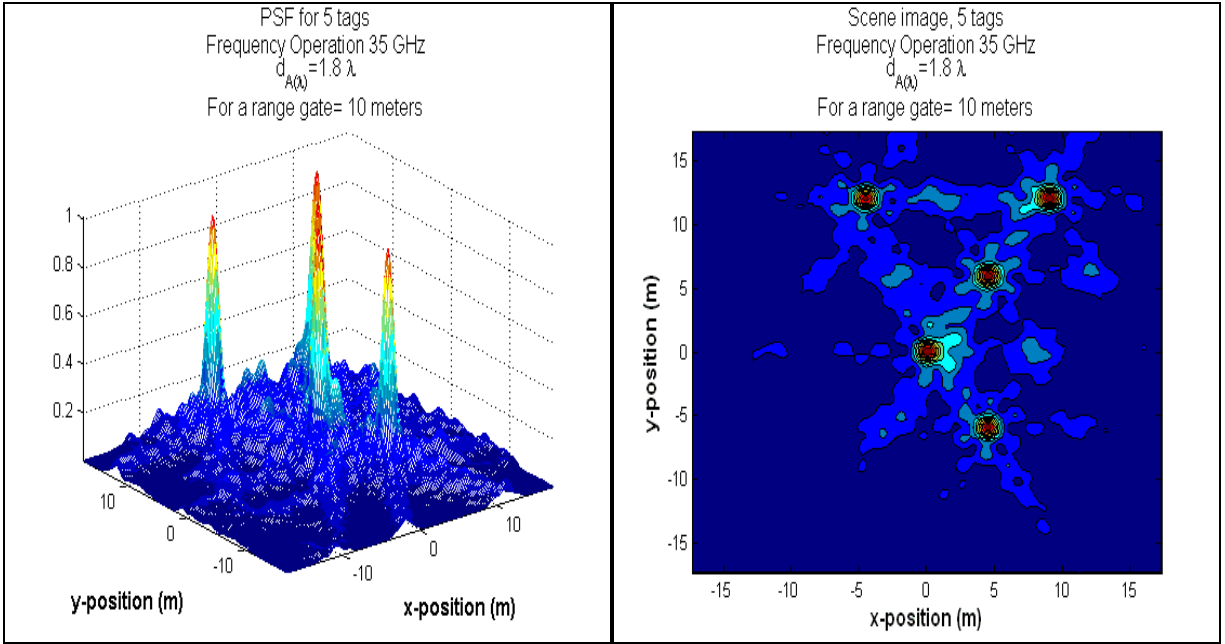 PSF for 5 tags
Frequency Operation 35 GHz
d_A(λ)=1.8 λ
For a range gate= 10 meters
1
0.8
0.6
0.4
0.2
10
0
-10
-10
0
10
y-position (m)
x-position (m)
Scene image, 5 tags
Frequency Operation 35 GHz
d_A(λ)=1.8 λ
For a range gate= 10 meters
15
10
5
0
-5
-10
-15
y-position (m)
-15 -10 -5 0 5 10 15
x-position (m)